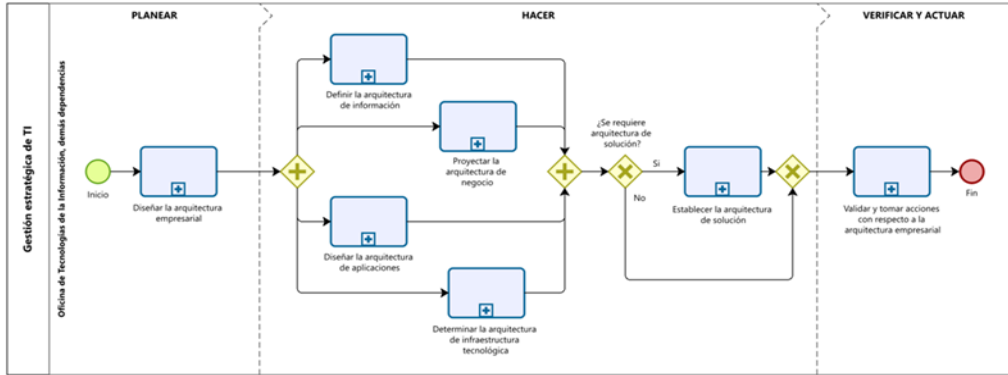 PLANEAR
HACER
VERIFICAR Y ACTUAR
Gestión estratégica de TI
Oficina de Tecnologías de la Información, demás dependencias
Inicio
Diseñar la arquitectura
empresarial
Definir la arquitectura
de información
Proyectar la
arquitectura de
negocio
Diseñar la arquitectura
de aplicaciones
Determinar la arquitectura
de infraestructura
tecnológica
¿Se requiere
arquitectura de
solución?
Si
No
Establecer la arquitectura
de solución
Validar y tomar acciones
con respecto a la
arquitectura empresarial
Fin